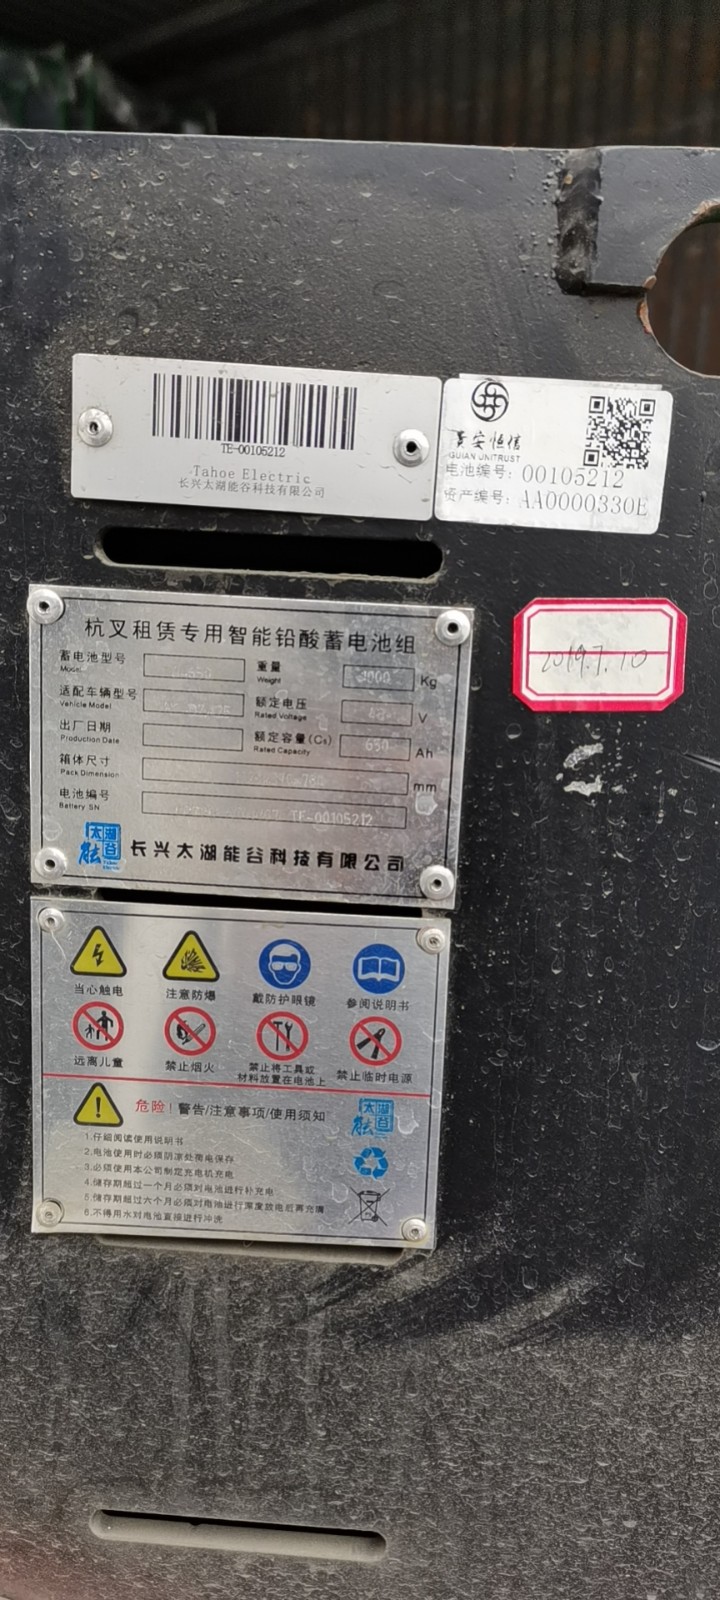 TE-00105212
Tahoe Electric
长兴太湖能谷科技有限公司
贵安恒信
GUIAN UNITRUST
电池编号: 00105212
资产编号: AA0000330E
杭叉租赁专用智能铅酸蓄电池组
蓄电池型号
Model
重量
Weight
Kg
适配车辆型号
Vehicle Model
额定电压
Rated Voltage
V
出厂日期
Production Date
额定容量(C₅)
Rated Capacity
650 Ah
箱体尺寸
Pack Dimension
780 mm
电池编号
Battery SN
TE-00105212
太湖能谷
长兴太湖能谷科技有限公司
2019.7.10
当心触电
注意防爆
戴防护眼镜
参阅说明书
远离儿童
禁止烟火
禁止将工具或
材料放置在电池上
禁止临时电源
危险！警告/注意事项/使用须知
太湖能谷
1.仔细阅读使用说明书
2.电池使用时必须阴凉处荷电保存
3.必须使用本公司制定充电机充电
4.储存期超过一个月必须对电池进行补充电
5.储存期超过六个月必须对电池进行深度放电后再充满
6.不得用水对电池直接进行冲洗